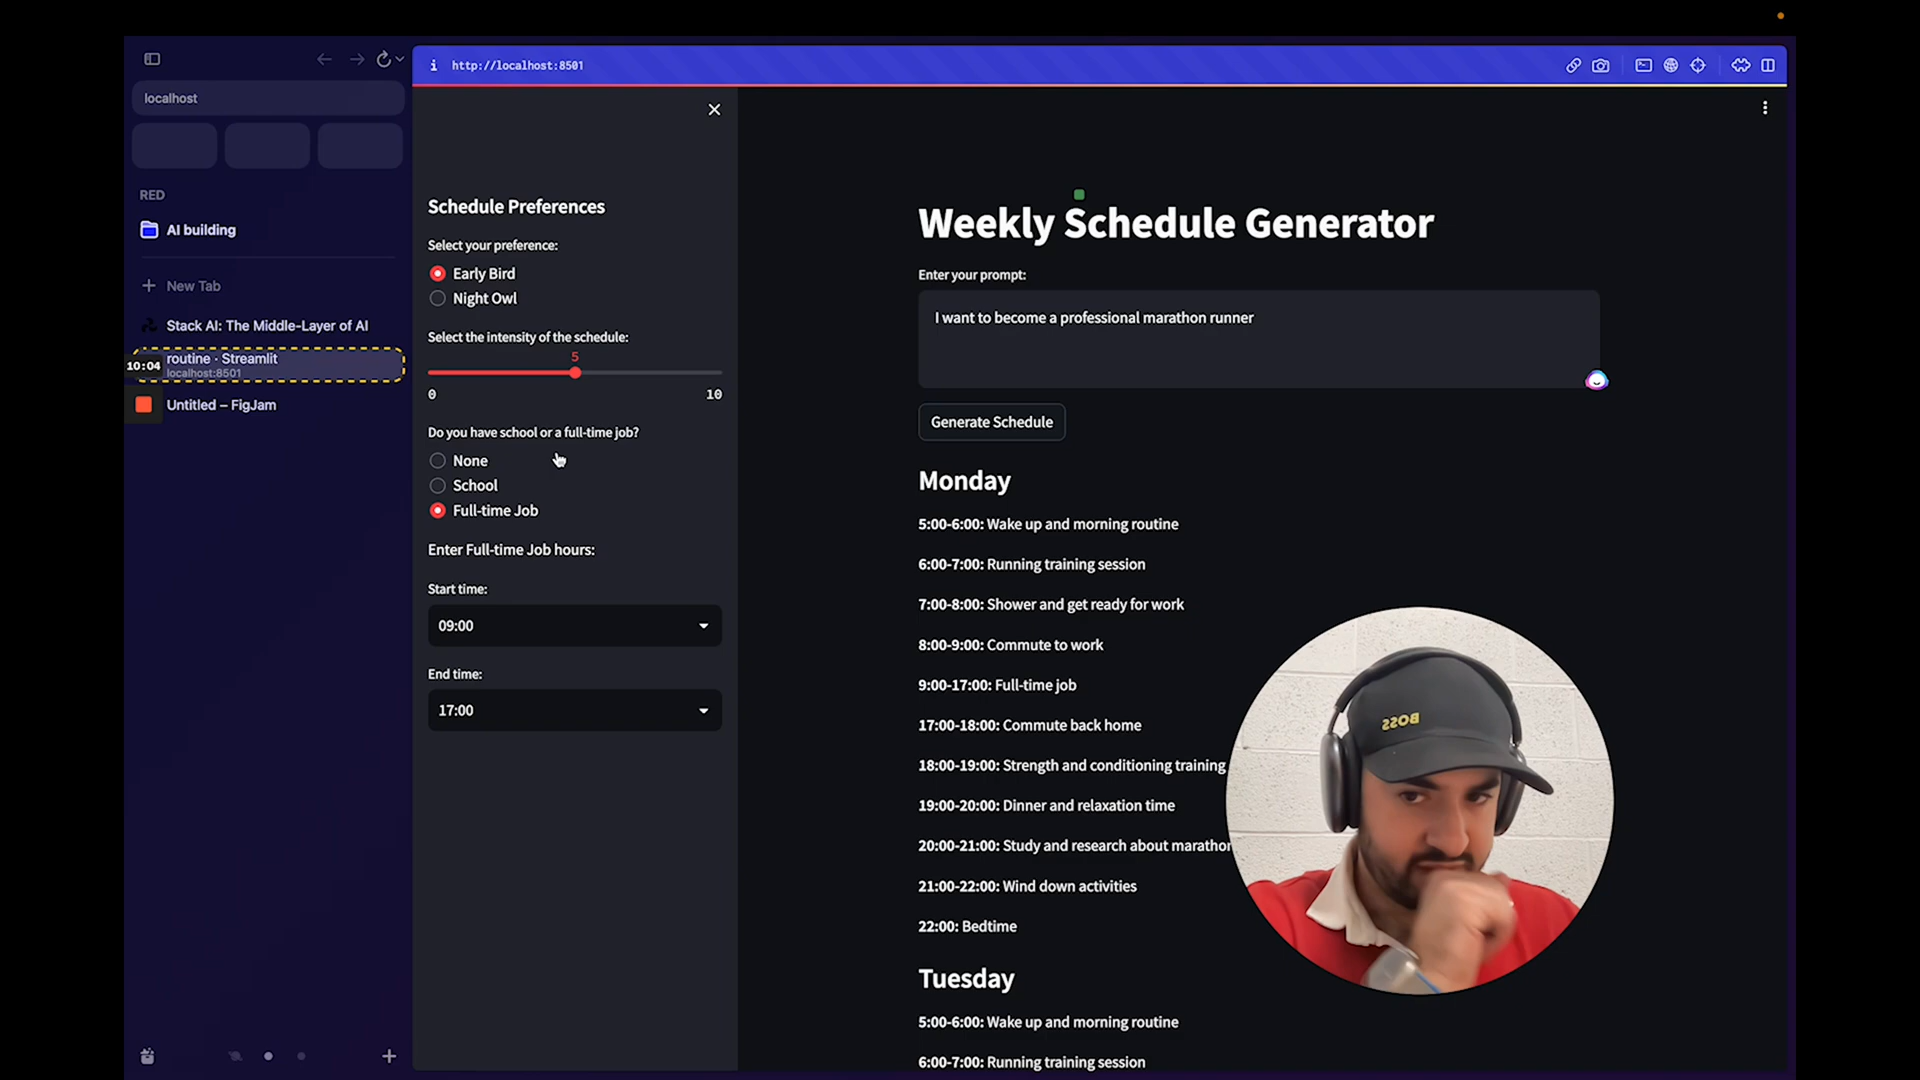 http://localhost:8501
localhost
RED
AI building
New Tab
Stack AI: The Middle-Layer of AI
routine · Streamlit
localhost:8501
10:04
Untitled – FigJam
Schedule Preferences
Select your preference:
Early Bird
Night Owl
Select the intensity of the schedule:
5
0
10
Do you have school or a full-time job?
None
School
Full-time Job
Enter Full-time Job hours:
Start time:
09:00
End time:
17:00
Weekly Schedule Generator
Enter your prompt:
I want to become a professional marathon runner
Generate Schedule
Monday
5:00-6:00: Wake up and morning routine
6:00-7:00: Running training session
7:00-8:00: Shower and get ready for work
8:00-9:00: Commute to work
9:00-17:00: Full-time job
17:00-18:00: Commute back home
18:00-19:00: Strength and conditioning training
19:00-20:00: Dinner and relaxation time
20:00-21:00: Study and research about marathon
21:00-22:00: Wind down activities
22:00: Bedtime
Tuesday
5:00-6:00: Wake up and morning routine
6:00-7:00: Running training session
BOSS